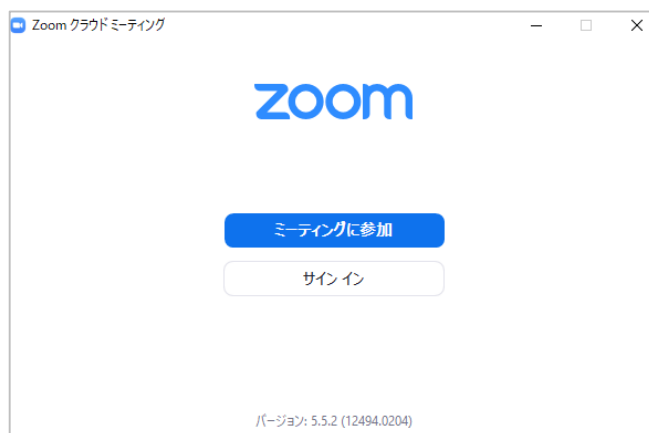 Zoom クラウド ミーティング
zoom
ミーティングに参加
サイン イン
バージョン: 5.5.2 (12494.0204)